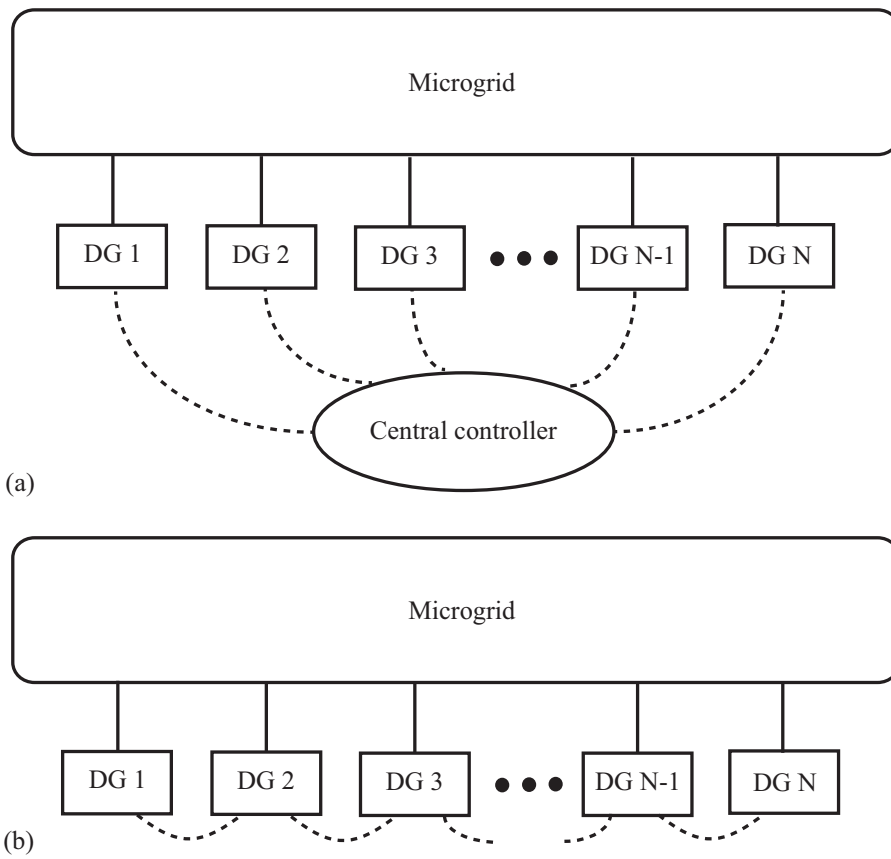 Microgrid
DG 1 DG 2 DG 3 DG N-1 DG N
Central controller
(a)
Microgrid
DG 1 DG 2 DG 3 DG N-1 DG N
(b)